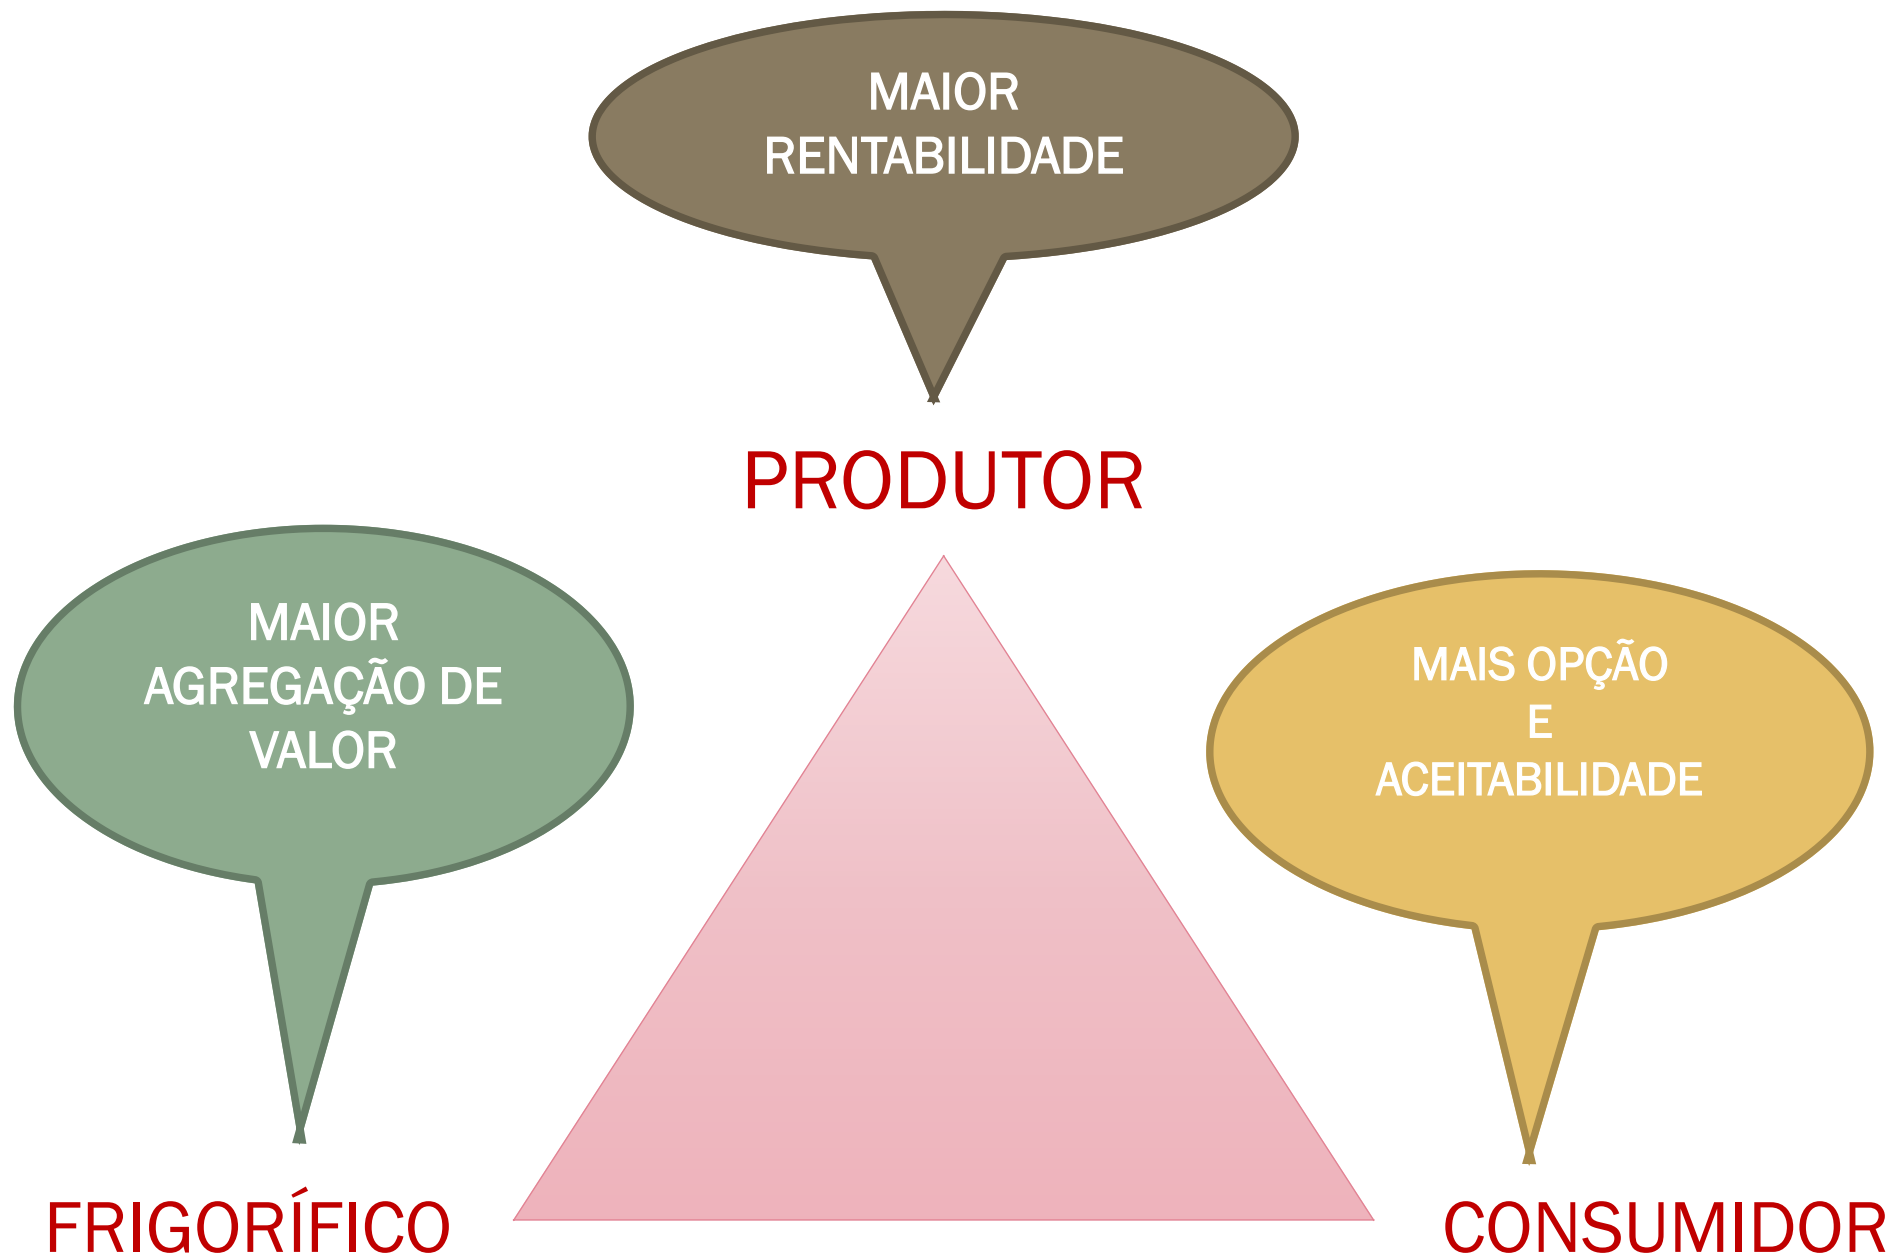 MAIOR
RENTABILIDADE
PRODUTOR
MAIOR
AGREGAÇÃO DE
VALOR
MAIS OPÇÃO
E
ACEITABILIDADE
FRIGORÍFICO
CONSUMIDOR